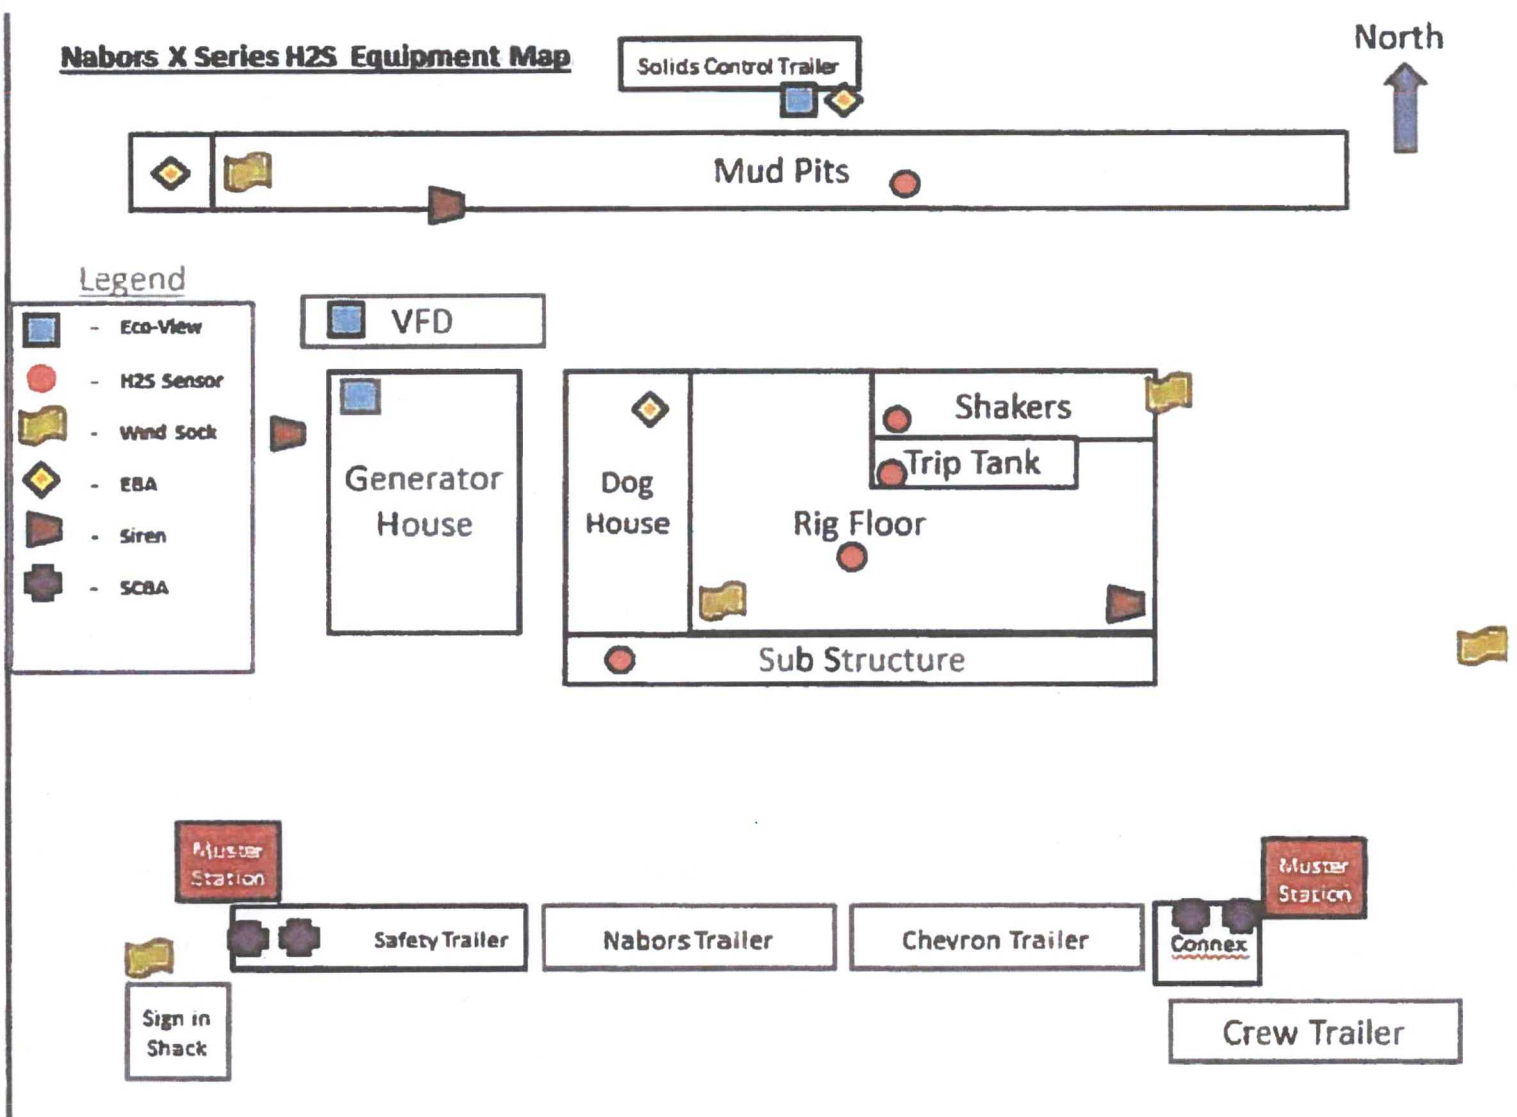 Nabors X Series H2S Equipment Map
North
Solids Control Trailer
Mud Pits
Legend
- Eco-View
- H2S Sensor
- Wind Sock
- EBA
- Siren
- SCBA
VFD
Generator
House
Dog
House
Shakers
Trip Tank
Rig Floor
Sub Structure
Muster
Station
Muster
Station
Safety Trailer
Nabors Trailer
Chevron Trailer
Connex
Sign in
Shack
Crew Trailer